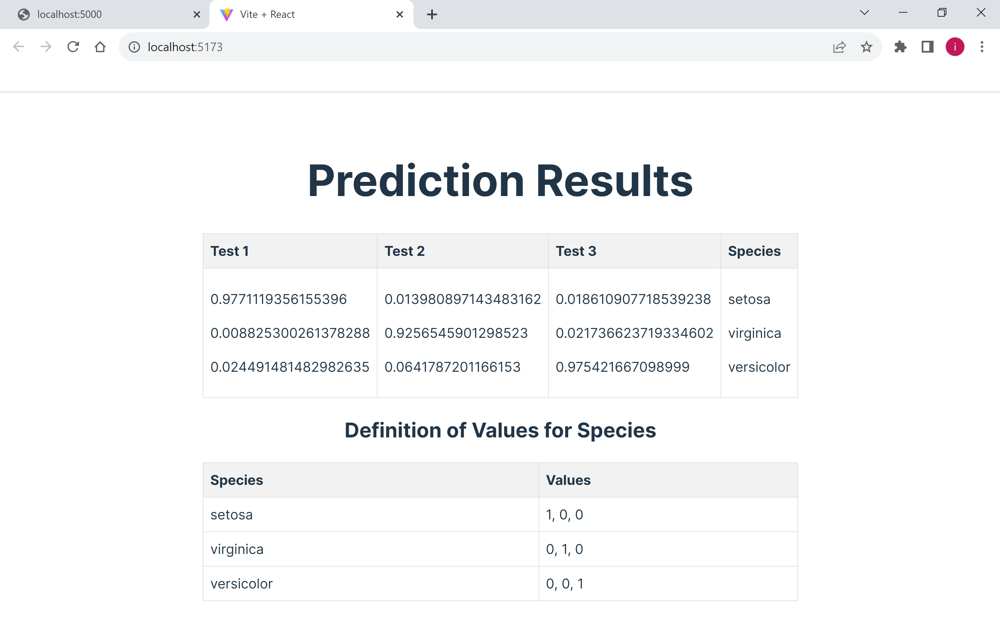 localhost:5000
Vite + React
localhost:5173
i
Prediction Results
Test 1 Test 2 Test 3 Species
0.9771119356155396 0.013980897143483162 0.018610907718539238 setosa
0.008825300261378288 0.9256545901298523 0.021736623719334602 virginica
0.024491481482982635 0.0641787201166153 0.975421667098999 versicolor
Definition of Values for Species
Species Values
setosa 1, 0, 0
virginica 0, 1, 0
versicolor 0, 0, 1